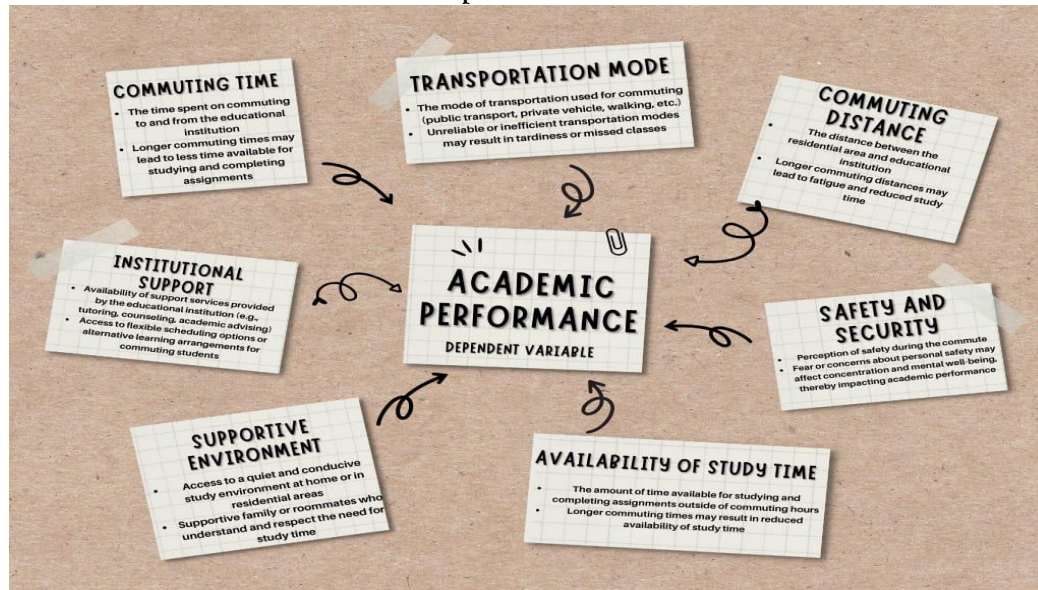 COMMUTING TIME
• The time spent on commuting
to and from the educational
institution
• Longer commuting times may
lead to less time available for
studying and completing
assignments
TRANSPORTATION MODE
• The mode of transportation used for commuting
(public transport, private vehicle, walking, etc.)
• Unreliable or inefficient transportation modes
may result in tardiness or missed classes
COMMUTING
DISTANCE
• The distance between the
residential area and educational
institution
• Longer commuting distances may
lead to fatigue and reduced study
time
INSTITUTIONAL
SUPPORT
• Availability of support services provided
by the educational institution (e.g.,
tutoring, counseling, academic advising)
• Access to flexible scheduling options or
alternative learning arrangements for
commuting students
ACADEMIC
PERFORMANCE
DEPENDENT VARIABLE
SAFETY AND
SECURITY
• Perception of safety during the commute
• Fear or concerns about personal safety may
affect concentration and mental well-being,
thereby impacting academic performance
SUPPORTIVE
ENVIRONMENT
• Access to a quiet and conducive
study environment at home or in
residential areas
• Supportive family or roommates who
understand and respect the need for
study time
AVAILABILITY OF STUDY TIME
• The amount of time available for studying and
completing assignments outside of commuting hours
• Longer commuting times may result in reduced
availability of study time